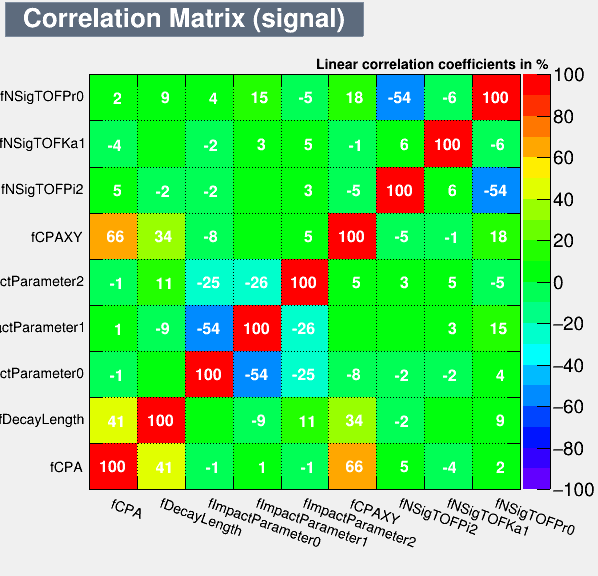 Correlation Matrix (signal)
Linear correlation coefficients in %
fNSigTOFPr0 2 9 4 15 -5 18 -54 -6 100
fNSigTOFKa1 -4 -2 3 5 -1 6 100 -6
fNSigTOFPi2 5 -2 -2 3 -5 100 6 -54
fCPAXY 66 34 -8 5 100 -5 -1 18
ctParameter2 -1 11 -25 -26 100 5 3 5 -5
ctParameter1 1 -9 -54 100 -26 3 15
ctParameter0 -1 100 -54 -25 -8 -2 -2 4
fDecayLength 41 100 -9 11 34 -2 9
fCPA 100 41 -1 1 -1 66 5 -4 2
fCPA fDecayLength fImpactParameter0 fImpactParameter1 fImpactParameter2 fCPAXY fNSigTOFPi2 fNSigTOFKa1 fNSigTOFPr0
100
80
60
40
20
0
−20
−40
−60
−80
−100